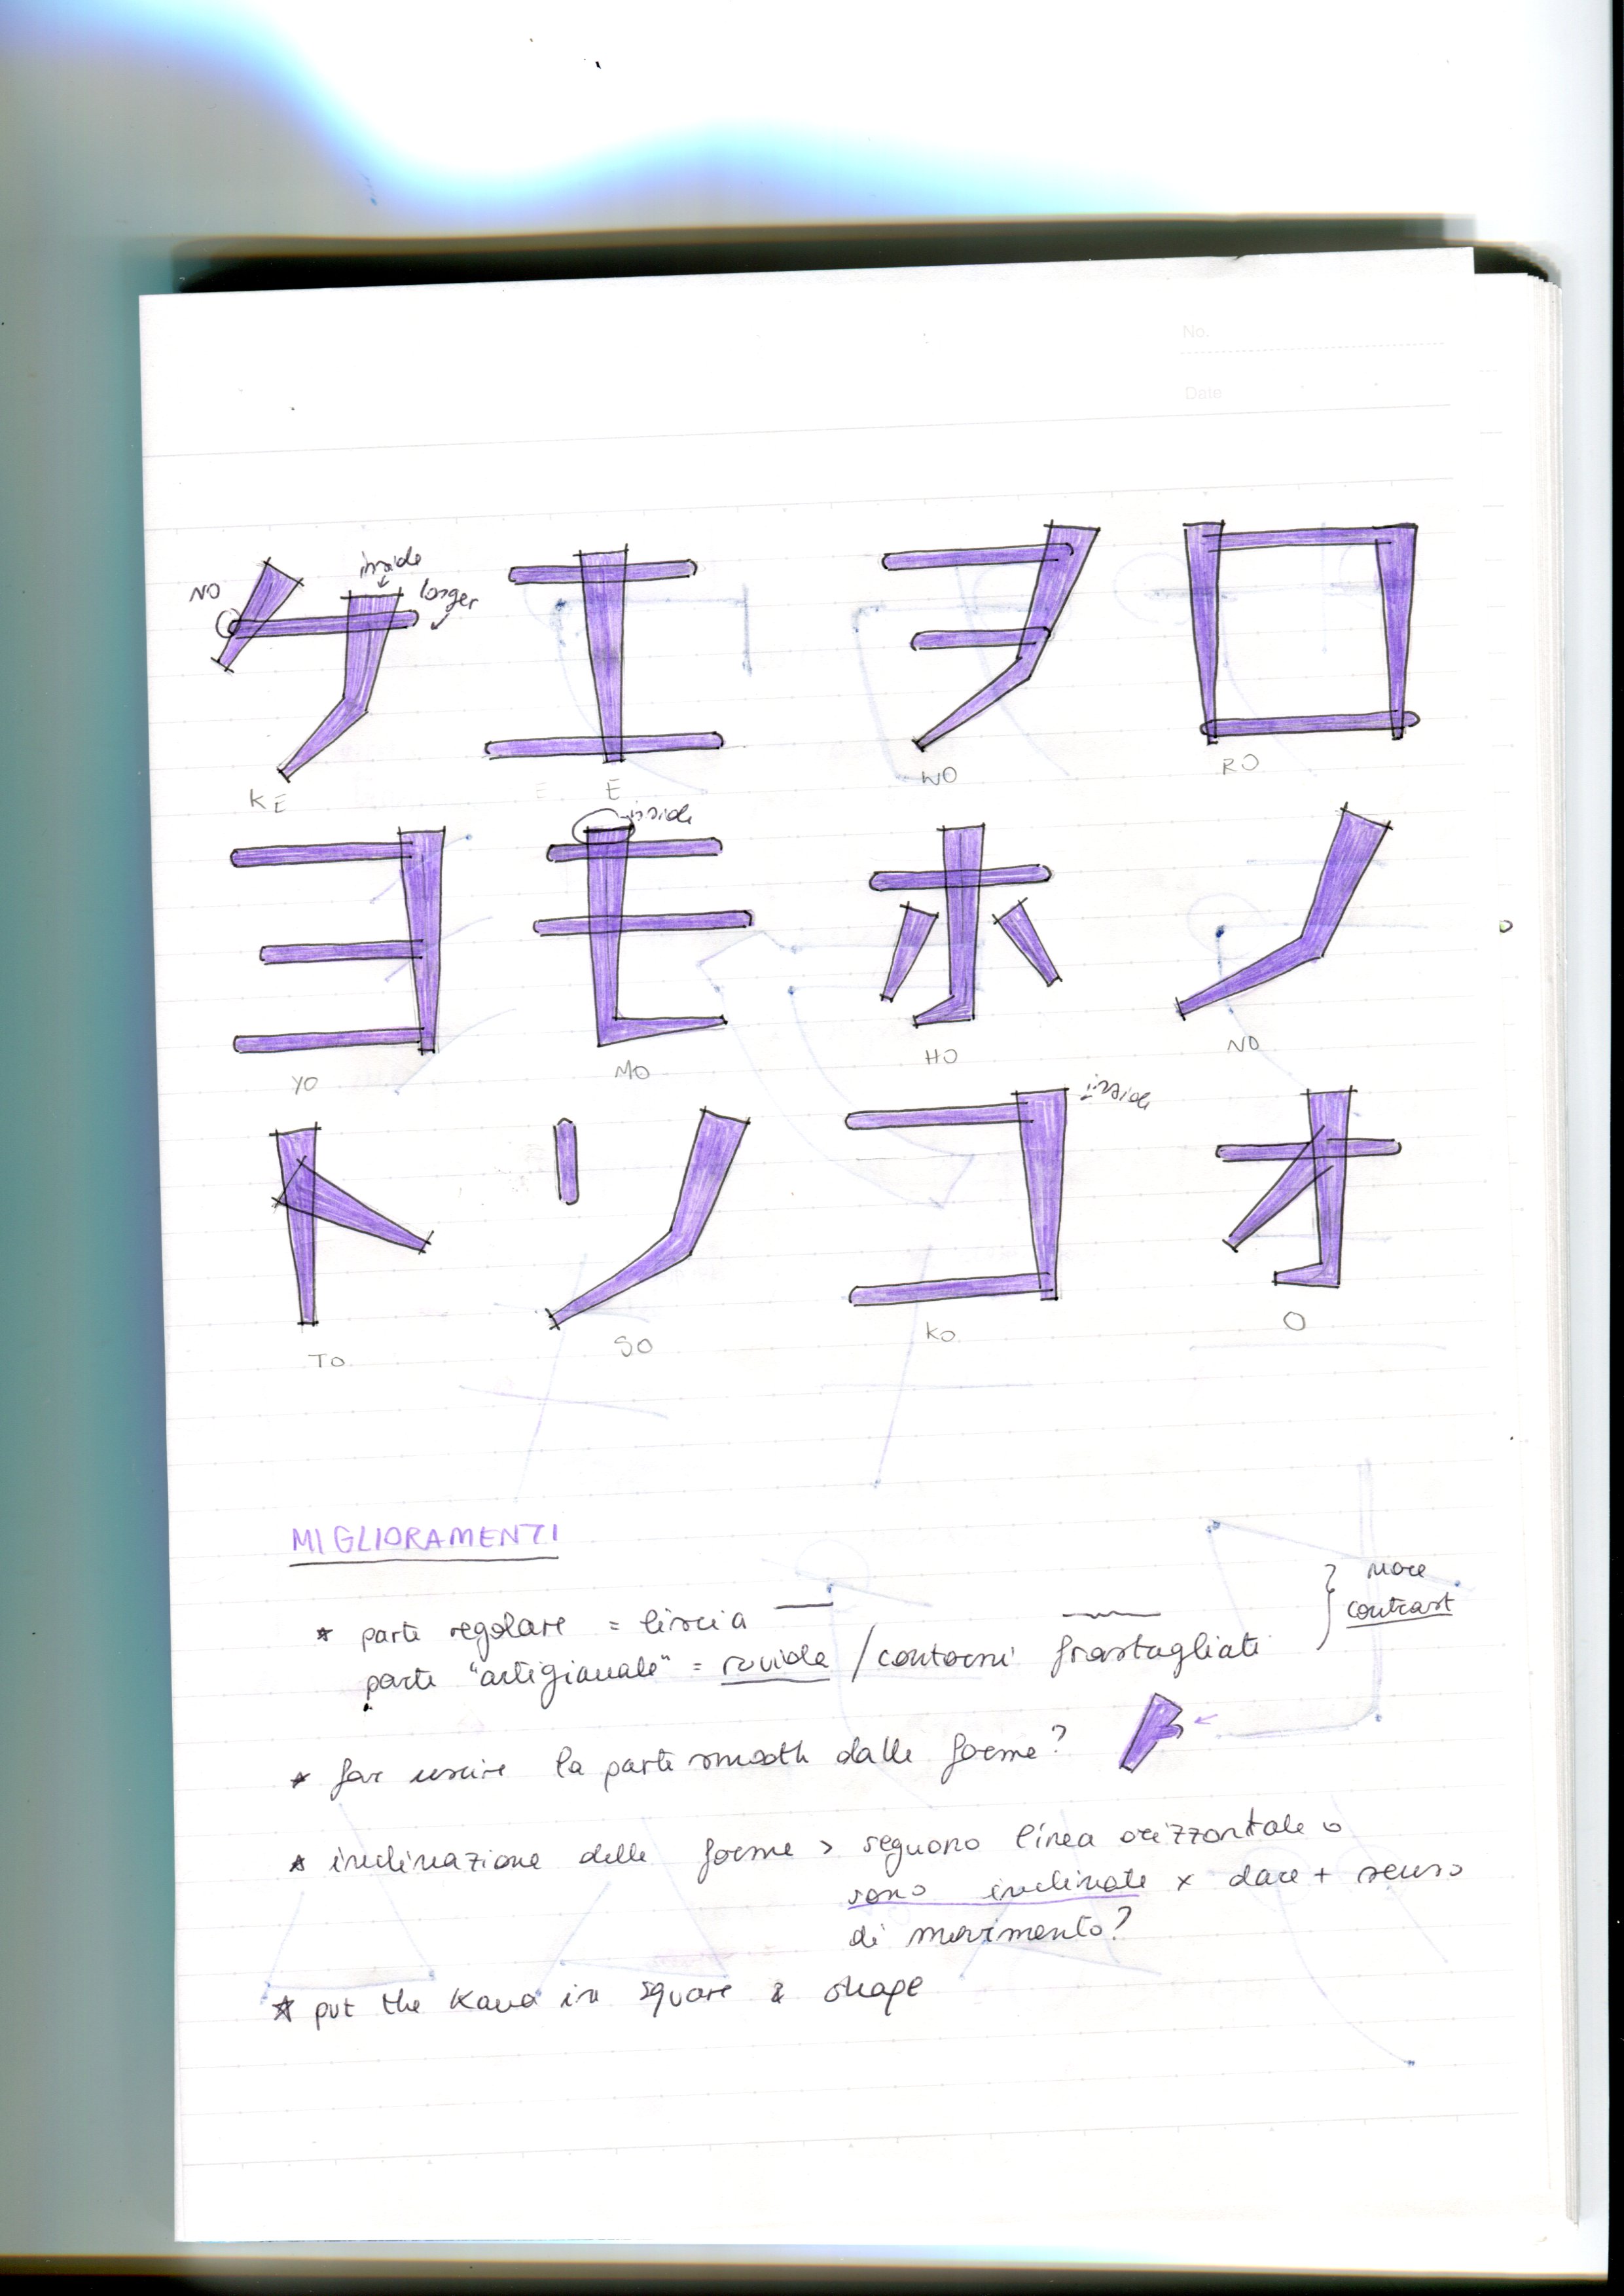 No.
Date
NO
inside
longer
ケ エ ヲ ロ
KE E E WO RO
inside
ヨ モ ホ ノ
YO MO HO NO
inside
ト ソ コ オ
TO SO KO O
MIGLIORAMENTI
* parte regolare = liscia
parte "artigianale" = ruvida / contorni frastagliati
} more contrast
* far uscire la parte smooth dalle forme?
* inclinazione delle forme > seguono linea orizzontale o
sono inclinate x dare + senso
di movimento?
* put the Kana in square & shape